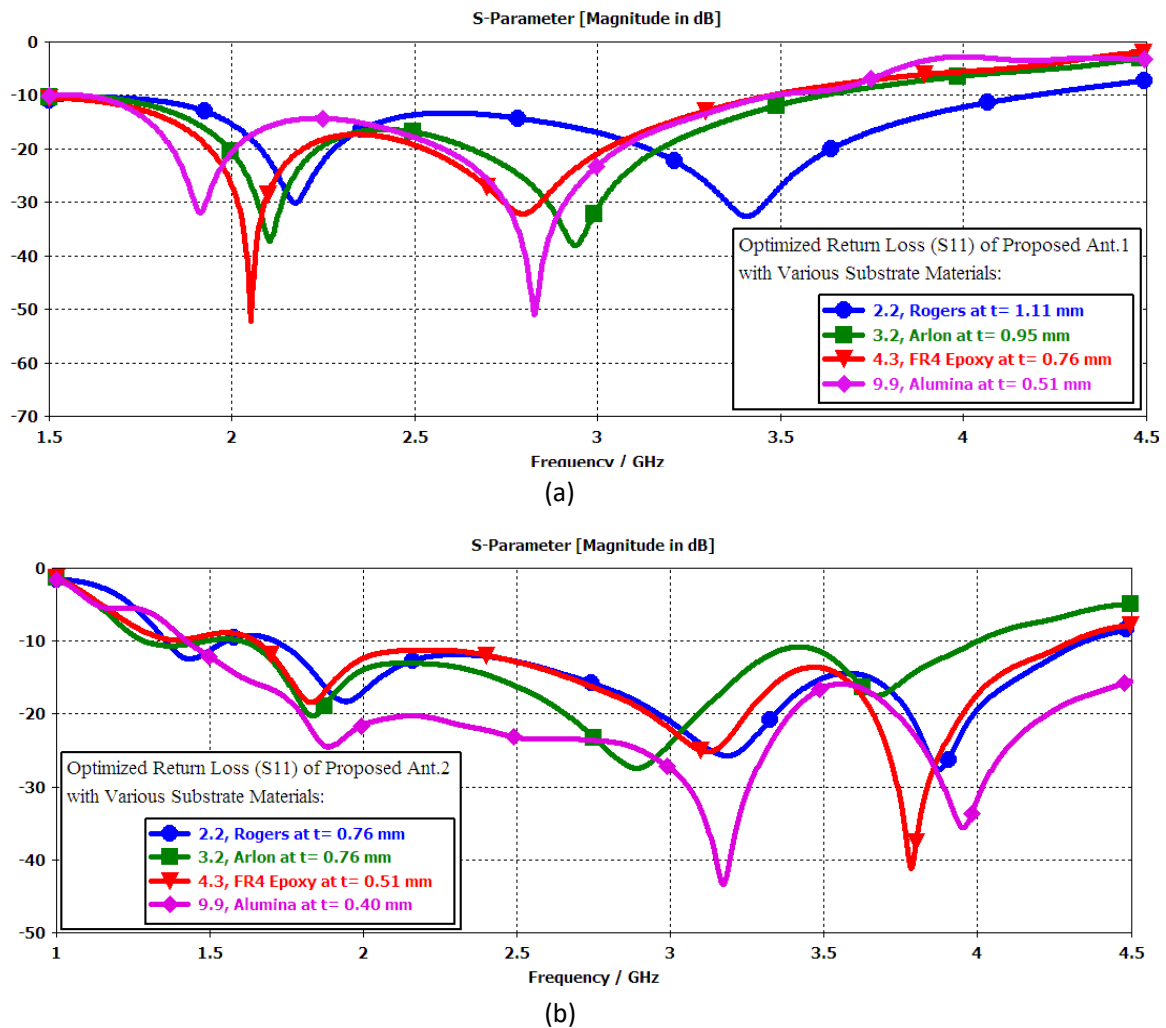 S-Parameter [Magnitude in dB]
0
-10
-20
-30
-40
-50
-60
-70
Optimized Return Loss (S11) of Proposed Ant.1
with Various Substrate Materials:
2.2, Rogers at t= 1.11 mm
3.2, Arlon at t= 0.95 mm
4.3, FR4 Epoxy at t= 0.76 mm
9.9, Alumina at t= 0.51 mm
1.5 2 2.5 3 3.5 4 4.5
Frequency / GHz
(a)
S-Parameter [Magnitude in dB]
0
-10
-20
-30
-40
-50
Optimized Return Loss (S11) of Proposed Ant.2
with Various Substrate Materials:
2.2, Rogers at t= 0.76 mm
3.2, Arlon at t= 0.76 mm
4.3, FR4 Epoxy at t= 0.51 mm
9.9, Alumina at t= 0.40 mm
1 1.5 2 2.5 3 3.5 4 4.5
Frequency / GHz
(b)